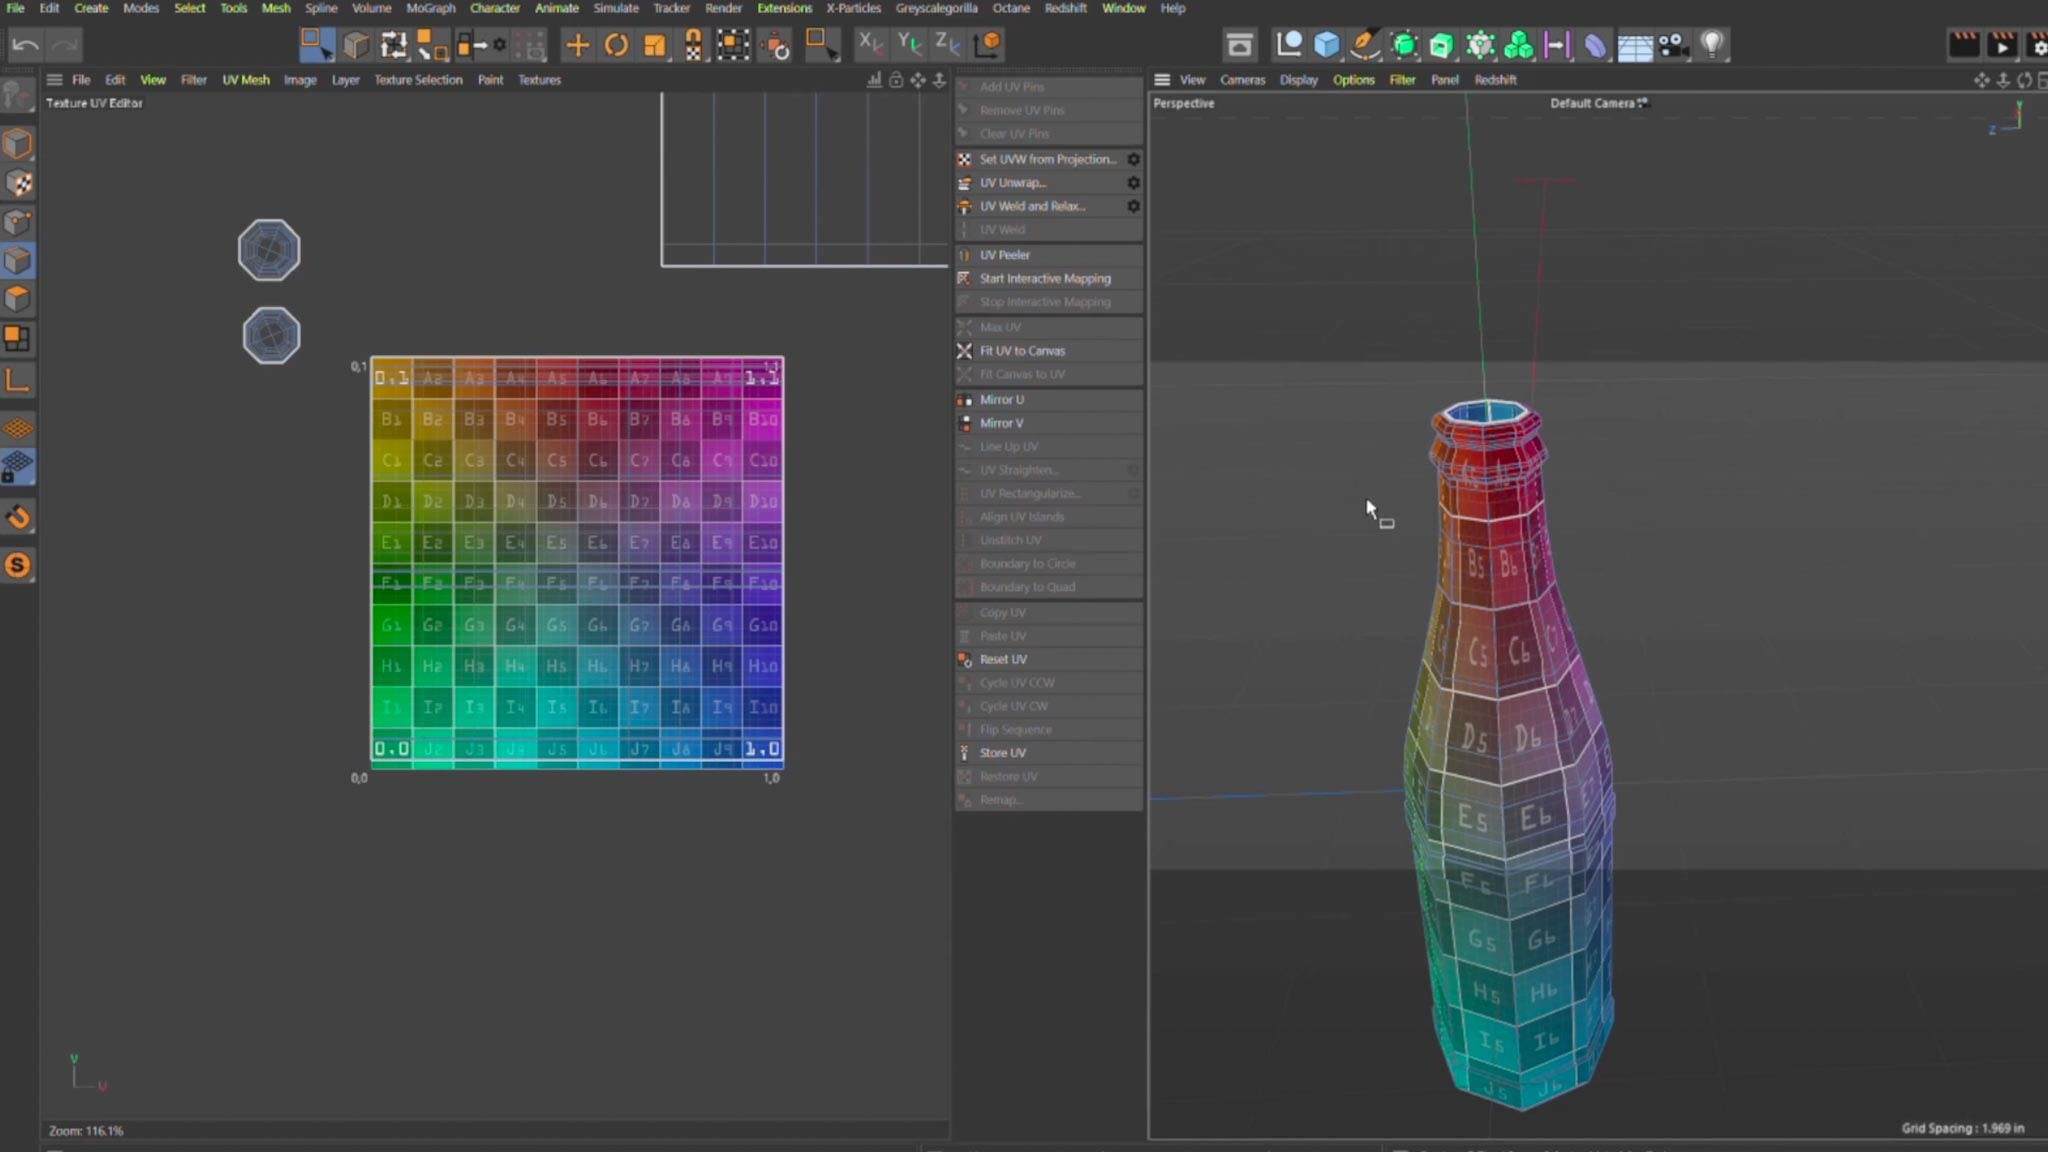 File Edit Create Modes Select Tools Mesh Spline Volume MoGraph Character Animate Simulate Tracker Render Extensions X-Particles Greyscalegorilla Octane Redshift Window Help
X Y Z
File Edit View Filter UV Mesh Image Layer Texture Selection Paint Textures
Texture UV Editor
0,1
0.1 A2 A3 A4 A5 A6 A7 A8 A9 1.1
B1 B2 B3 B4 B5 B6 B7 B8 B9 B10
C1 C2 C3 C4 C5 C6 C7 C8 C9 C10
D1 D2 D3 D4 D5 D6 D7 D8 D9 D10
E1 E2 E3 E4 E5 E6 E7 E8 E9 E10
F1 F2 F3 F4 F5 F6 F7 F8 F9 F10
G1 G2 G3 G4 G5 G6 G7 G8 G9 G10
H1 H2 H3 H4 H5 H6 H7 H8 H9 H10
I1 I2 I3 I4 I5 I6 I7 I8 I9 I10
0.0 J2 J3 J4 J5 J6 J7 J8 J9 1.0
0,0 1,0
V
U
Zoom: 116.1%
Add UV Pins
Remove UV Pins
Clear UV Pins
Set UVW from Projection...
UV Unwrap...
UV Weld and Relax...
UV Weld
UV Peeler
Start Interactive Mapping
Stop Interactive Mapping
Max UV
Fit UV to Canvas
Fit Canvas to UV
Mirror U
Mirror V
Line Up UV
UV Straighten...
UV Rectangularize...
Align UV Islands
Unstitch UV
Boundary to Circle
Boundary to Quad
Copy UV
Paste UV
Reset UV
Cycle UV CCW
Cycle UV CW
Flip Sequence
Store UV
Restore UV
Remap...
View Cameras Display Options Filter Panel Redshift
Perspective Default Camera
Y
Z
B5 B6
C5 C6
D5 D6 D7
E5 E6
F5 F6
G5 G6
H5 H6
I5 I6
J5 J6
Grid Spacing : 1.969 in
S